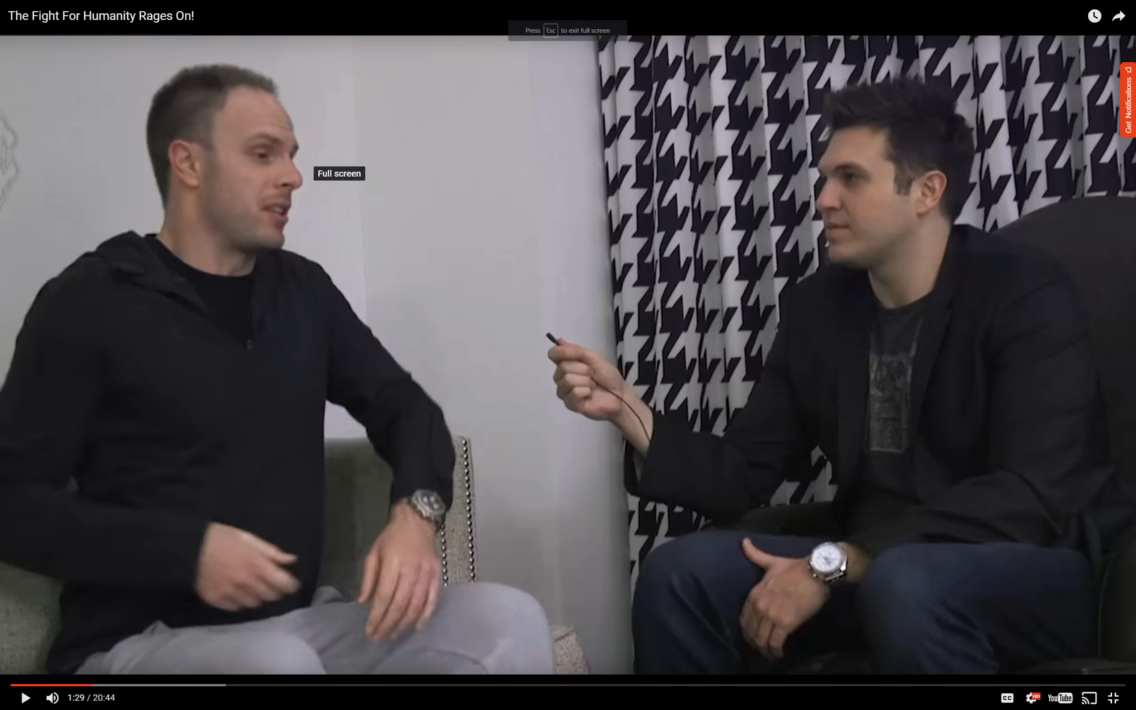 The Fight For Humanity Rages On!
Press Esc to exit full screen
Get Notifications
Full screen
1:29 / 20:44
CC
HD
YouTube